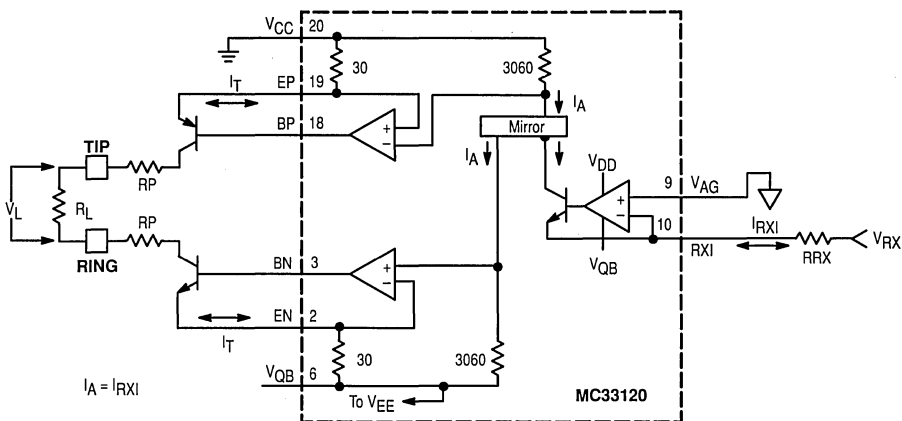 VCC 20
30
3060
IT
EP 19
IA
BP 18
+
−
Mirror
IA
TIP
RP
VDD
9 VAG
+
−
10
IRXI
VRX
VL
RL
RP
RING
BN 3
+
−
VQB
RXI
RRX
EN 2
IT
30
3060
VQB 6
IA = IRXI
To VEE
MC33120